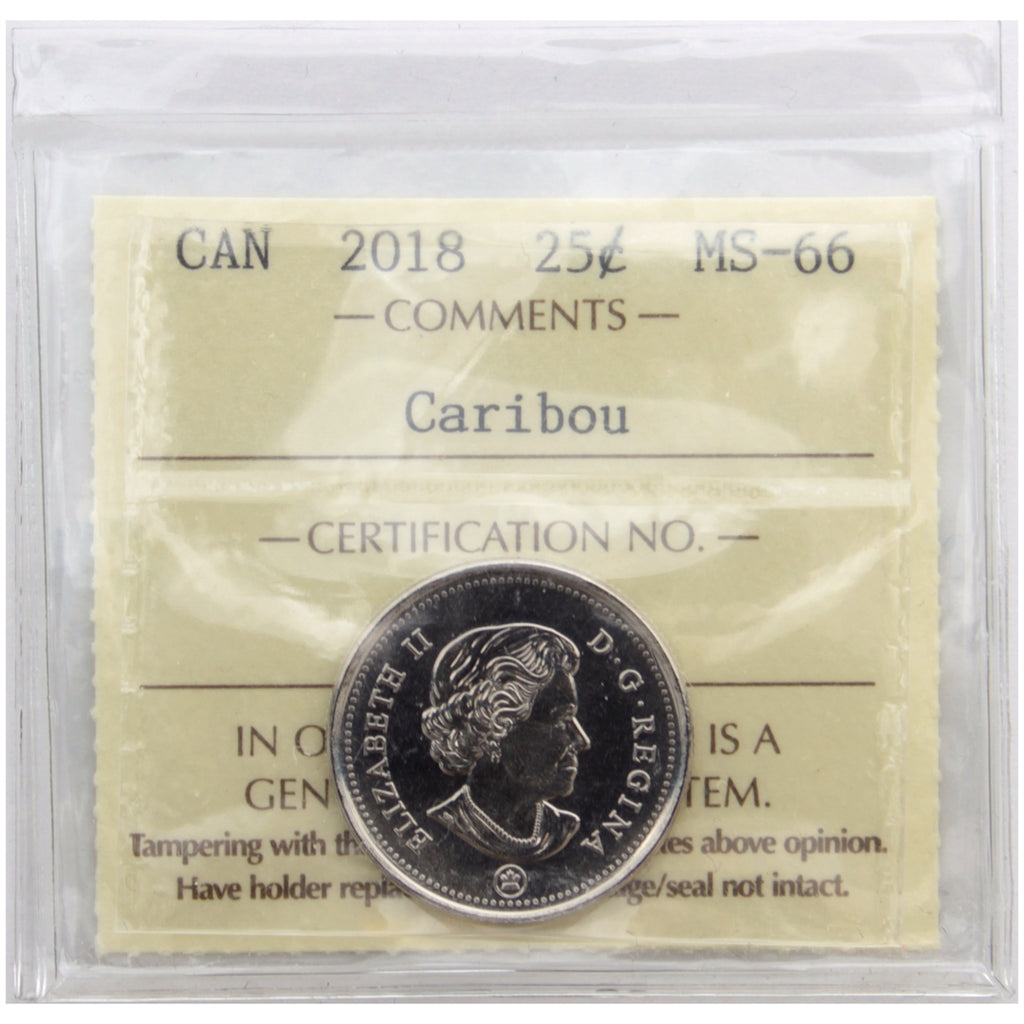 CAN 2018 25¢ MS-66
— COMMENTS —
Caribou
— CERTIFICATION NO. —
ELIZABETH II D·G·REGINA
IN O IS A
GEN TEM.
Tampering with th es above opinion.
Have holder repla ge/seal not intact.